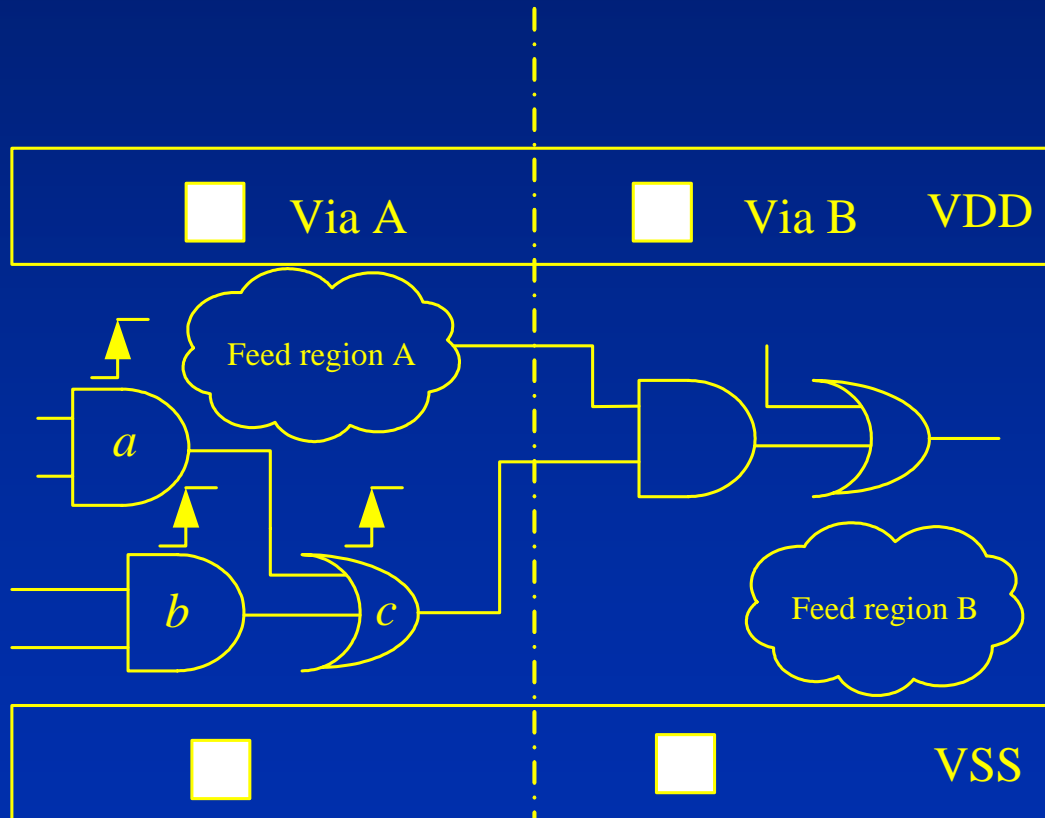 Via A
Via B
VDD
Feed region A
a
b
c
Feed region B
VSS